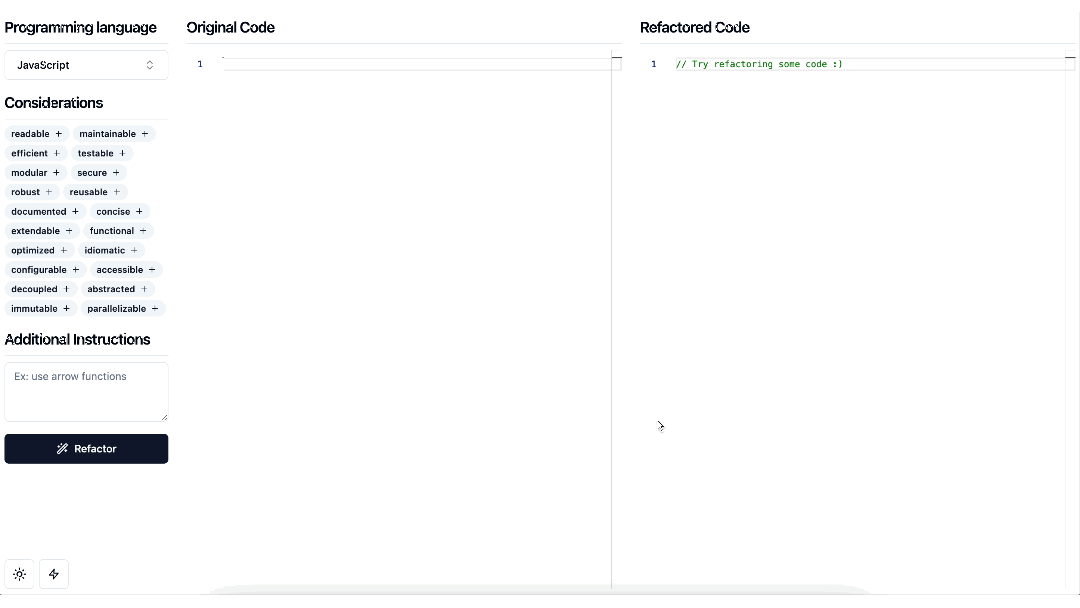 Programming language
Original Code
Refactored Code
JavaScript
1
1 // Try refactoring some code :)
Considerations
readable + maintainable +
efficient + testable +
modular + secure +
robust + reusable +
documented + concise +
extendable + functional +
optimized + idiomatic +
configurable + accessible +
decoupled + abstracted +
immutable + parallelizable +
Additional Instructions
Ex: use arrow functions
Refactor